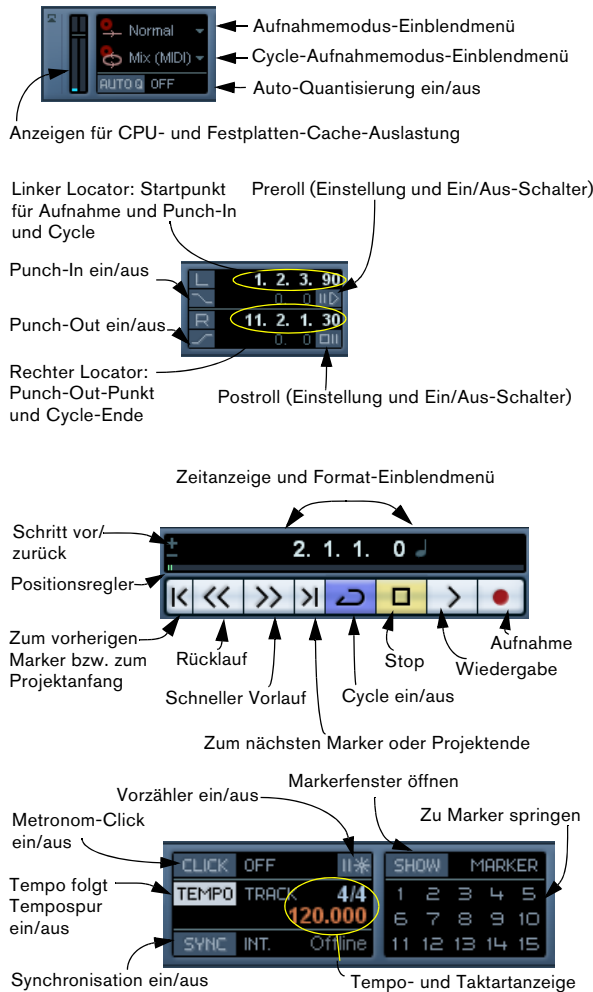 Normal
Aufnahmemodus-Einblendmenü
Mix (MIDI)
Cycle-Aufnahmemodus-Einblendmenü
AUTO Q OFF
Auto-Quantisierung ein/aus
Anzeigen für CPU- und Festplatten-Cache-Auslastung
Linker Locator: Startpunkt
für Aufnahme und Punch-In
und Cycle
Preroll (Einstellung und Ein/Aus-Schalter)
Punch-In ein/aus
L 1. 2. 3. 90
0. 0
Punch-Out ein/aus
R 11. 2. 1. 30
0. 0
Rechter Locator:
Punch-Out-Punkt
und Cycle-Ende
Postroll (Einstellung und Ein/Aus-Schalter)
Zeitanzeige und Format-Einblendmenü
Schritt vor/
zurück
2. 1. 1. 0
Positionsregler
Zum vorherigen
Marker bzw. zum
Projektanfang
Rücklauf
Schneller Vorlauf
Cycle ein/aus
Stop
Wiedergabe
Aufnahme
Zum nächsten Marker oder Projektende
Markerfenster öffnen
Vorzähler ein/aus
Zu Marker springen
Metronom-Click
ein/aus
CLICK OFF
SHOW MARKER
Tempo folgt
Tempospur
ein/aus
TEMPO TRACK 4/4
120.000
1 2 3 4 5
6 7 8 9 10
SYNC INT. Offline
11 12 13 14 15
Synchronisation ein/aus
Tempo- und Taktartanzeige